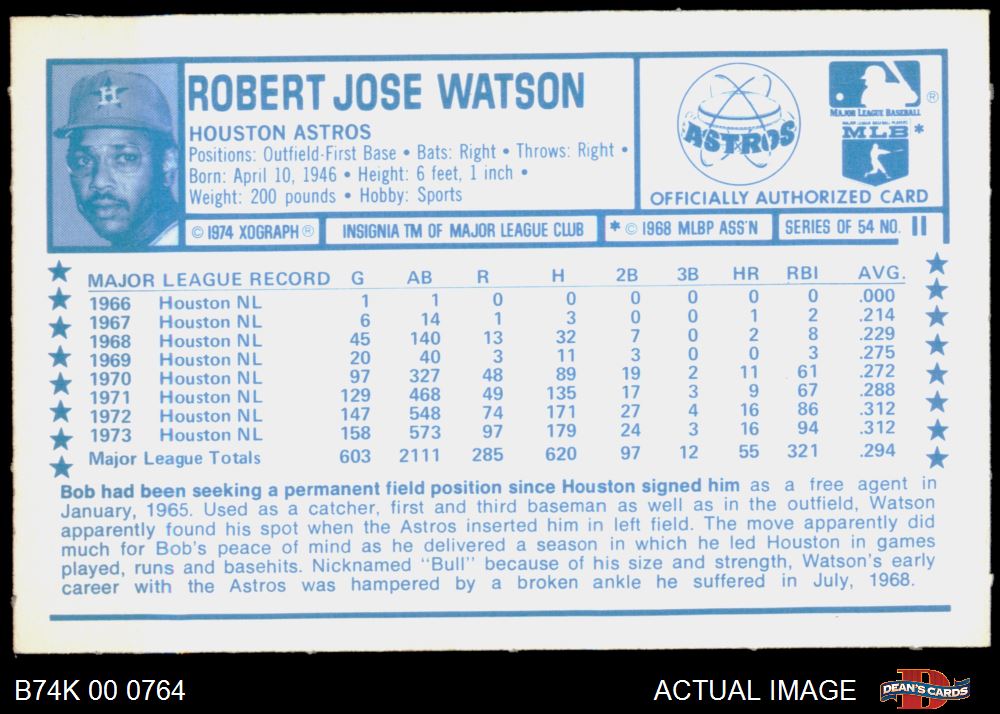 H
ROBERT JOSE WATSON
HOUSTON ASTROS
Positions: Outfield-First Base • Bats: Right • Throws: Right •
Born: April 10, 1946 • Height: 6 feet, 1 inch •
Weight: 200 pounds • Hobby: Sports
ASTROS
MAJOR LEAGUE BASEBALL ®
MAJOR LEAGUE BASEBALL PLAYERS
MLB *
OFFICIALLY AUTHORIZED CARD
© 1974 XOGRAPH ® INSIGNIA TM OF MAJOR LEAGUE CLUB * © 1968 MLBP ASS'N SERIES OF 54 NO. 11
MAJOR LEAGUE RECORD G AB R H 2B 3B HR RBI AVG.
1966 Houston NL 1 1 0 0 0 0 0 0 .000
1967 Houston NL 6 14 1 3 0 0 1 2 .214
1968 Houston NL 45 140 13 32 7 0 2 8 .229
1969 Houston NL 20 40 3 11 3 0 0 3 .275
1970 Houston NL 97 327 48 89 19 2 11 61 .272
1971 Houston NL 129 468 49 135 17 3 9 67 .288
1972 Houston NL 147 548 74 171 27 4 16 86 .312
1973 Houston NL 158 573 97 179 24 3 16 94 .312
Major League Totals 603 2111 285 620 97 12 55 321 .294
Bob had been seeking a permanent field position since Houston signed him as a free agent in
January, 1965. Used as a catcher, first and third baseman as well as in the outfield, Watson
apparently found his spot when the Astros inserted him in left field. The move apparently did
much for Bob's peace of mind as he delivered a season in which he led Houston in games
played, runs and basehits. Nicknamed "Bull" because of his size and strength, Watson's early
career with the Astros was hampered by a broken ankle he suffered in July, 1968.
B74K 00 0764 ACTUAL IMAGE DEAN'S CARDS